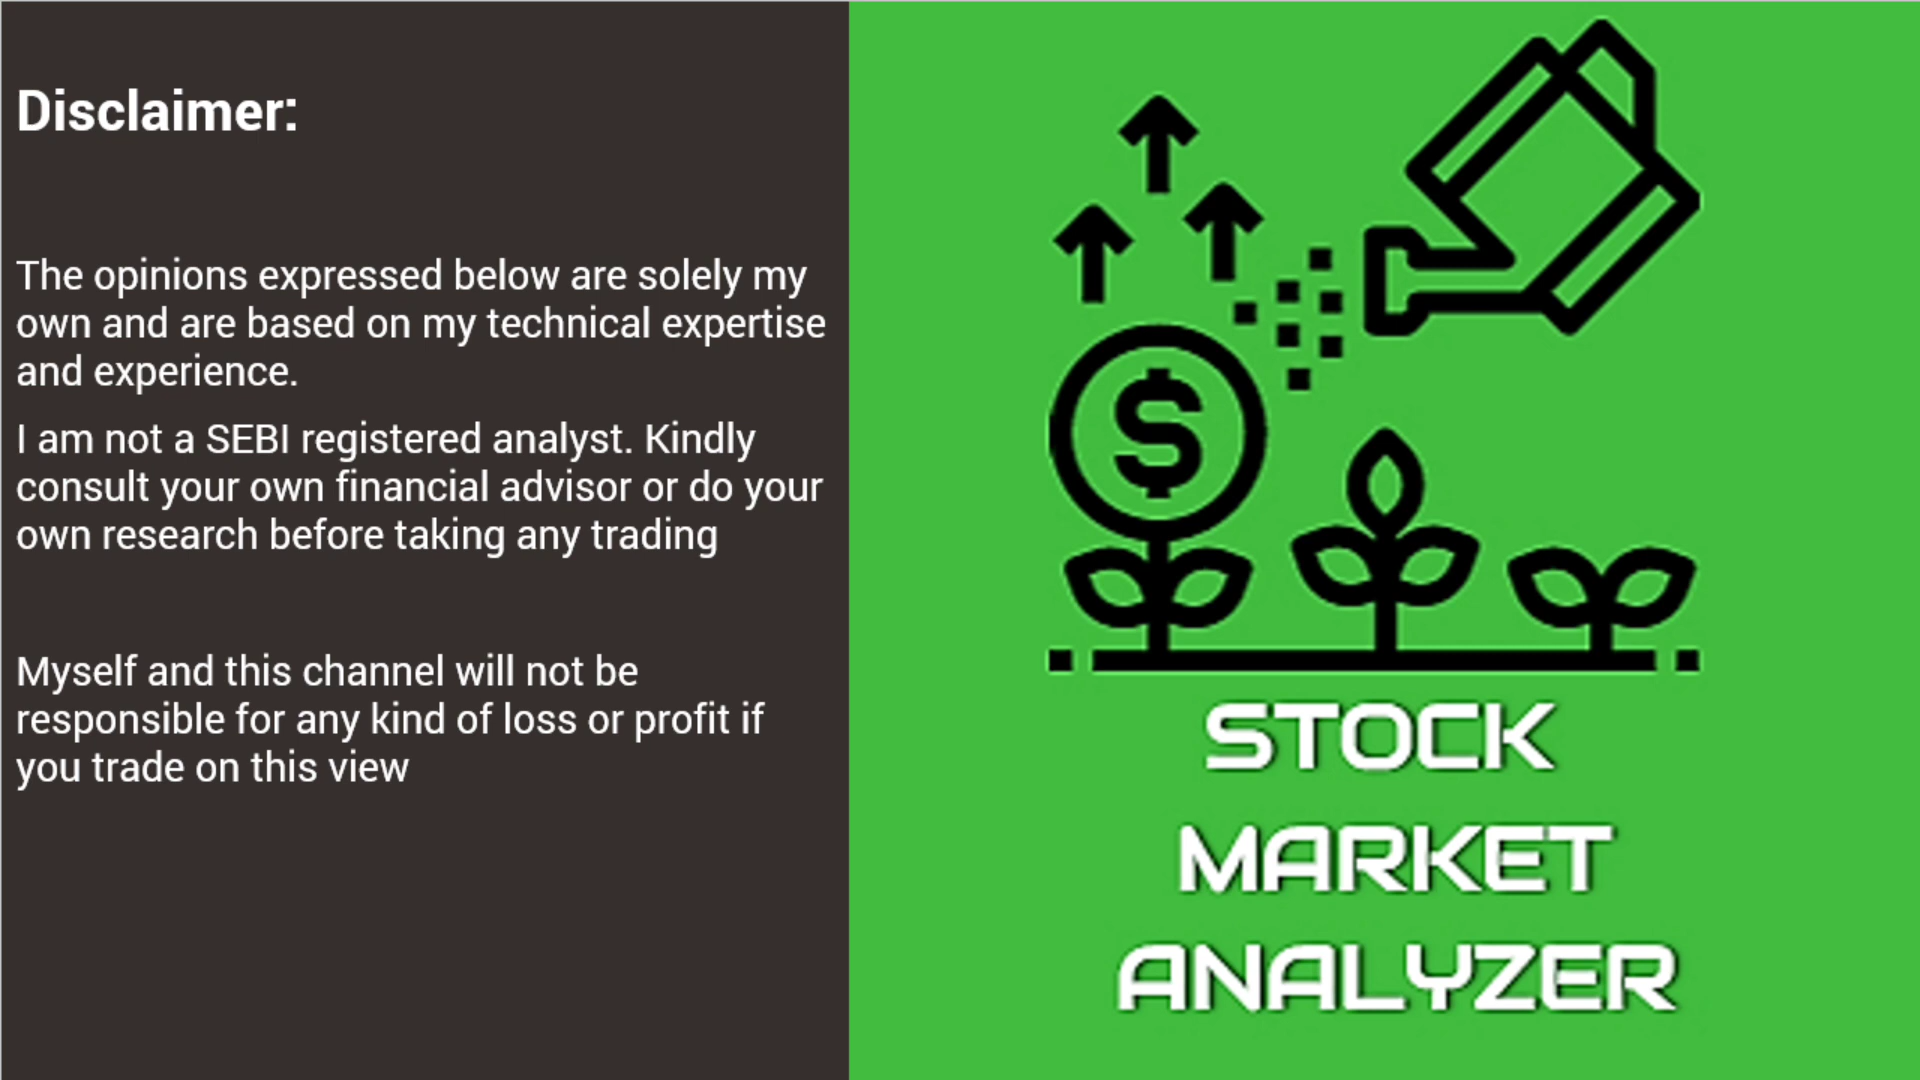 Disclaimer:
The opinions expressed below are solely my
own and are based on my technical expertise
and experience.
I am not a SEBI registered analyst. Kindly
consult your own financial advisor or do your
own research before taking any trading
Myself and this channel will not be
responsible for any kind of loss or profit if
you trade on this view
$
STOCK
MARKET
ANALYZER